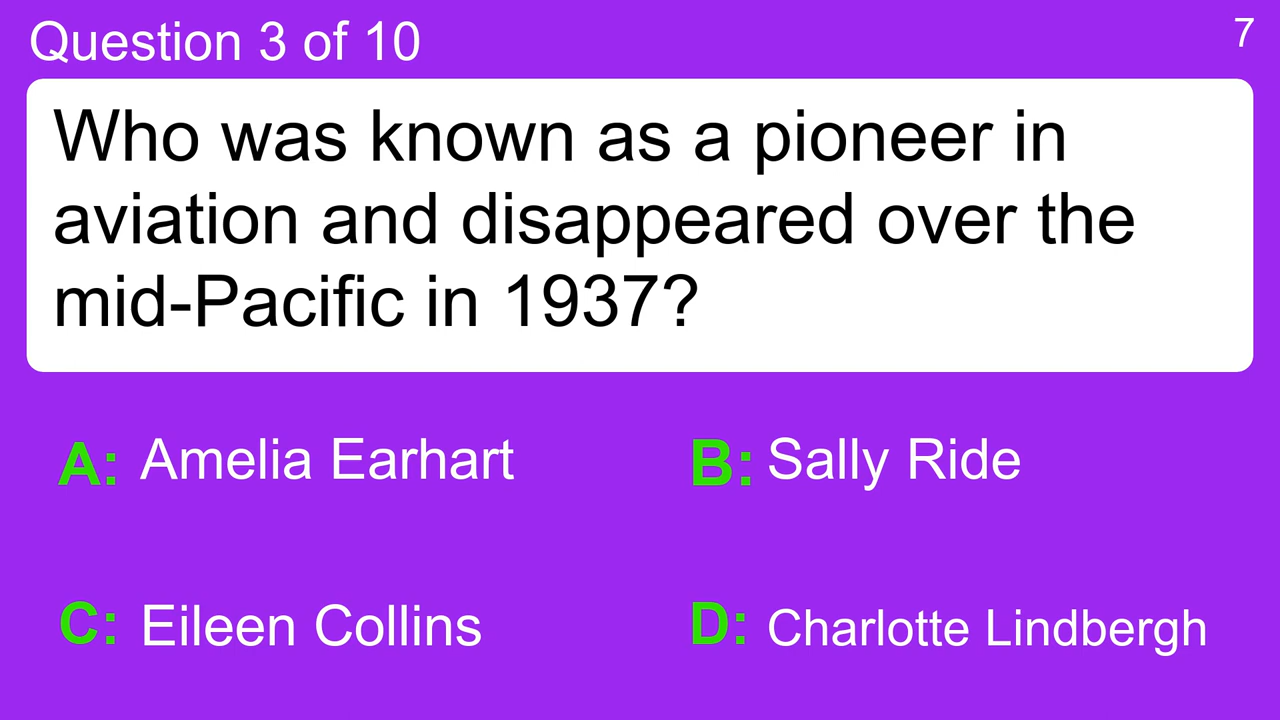 Question 3 of 10
7
Who was known as a pioneer in
aviation and disappeared over the
mid-Pacific in 1937?
A: Amelia Earhart
B: Sally Ride
C: Eileen Collins
D: Charlotte Lindbergh